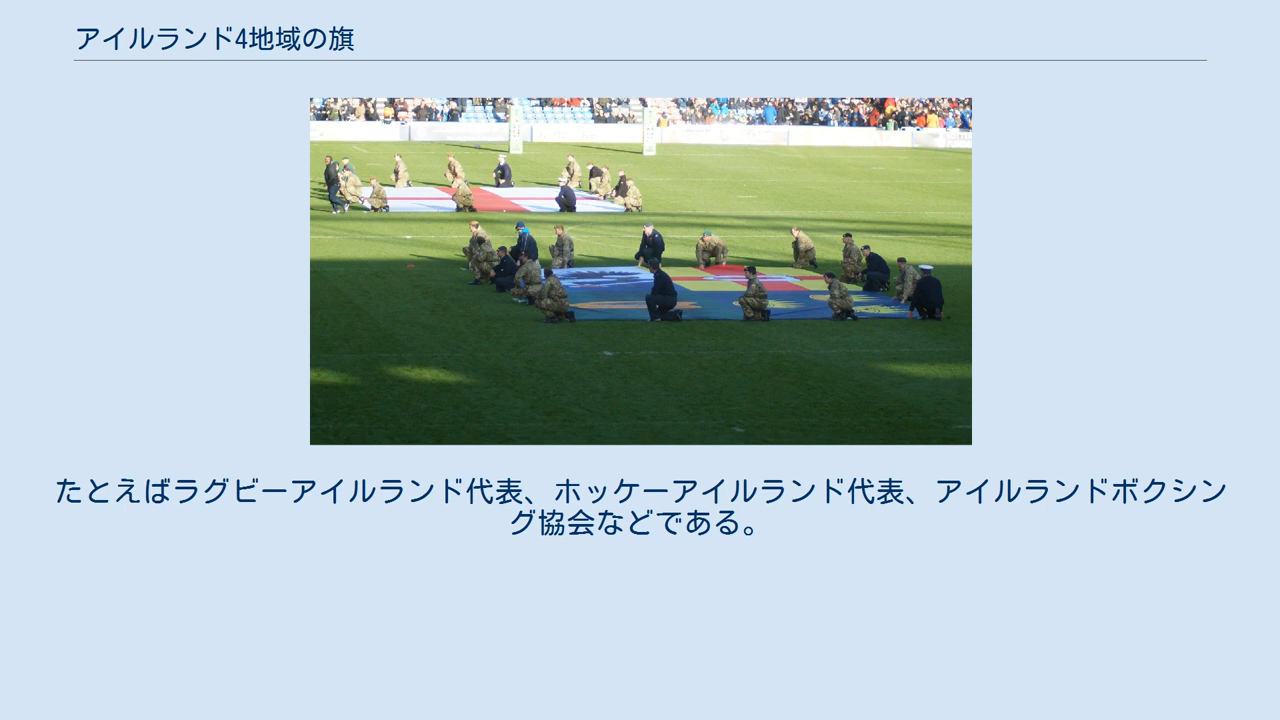 アイルランド4地域の旗
たとえばラグビーアイルランド代表、ホッケーアイルランド代表、アイルランドボクシン
グ協会などである。